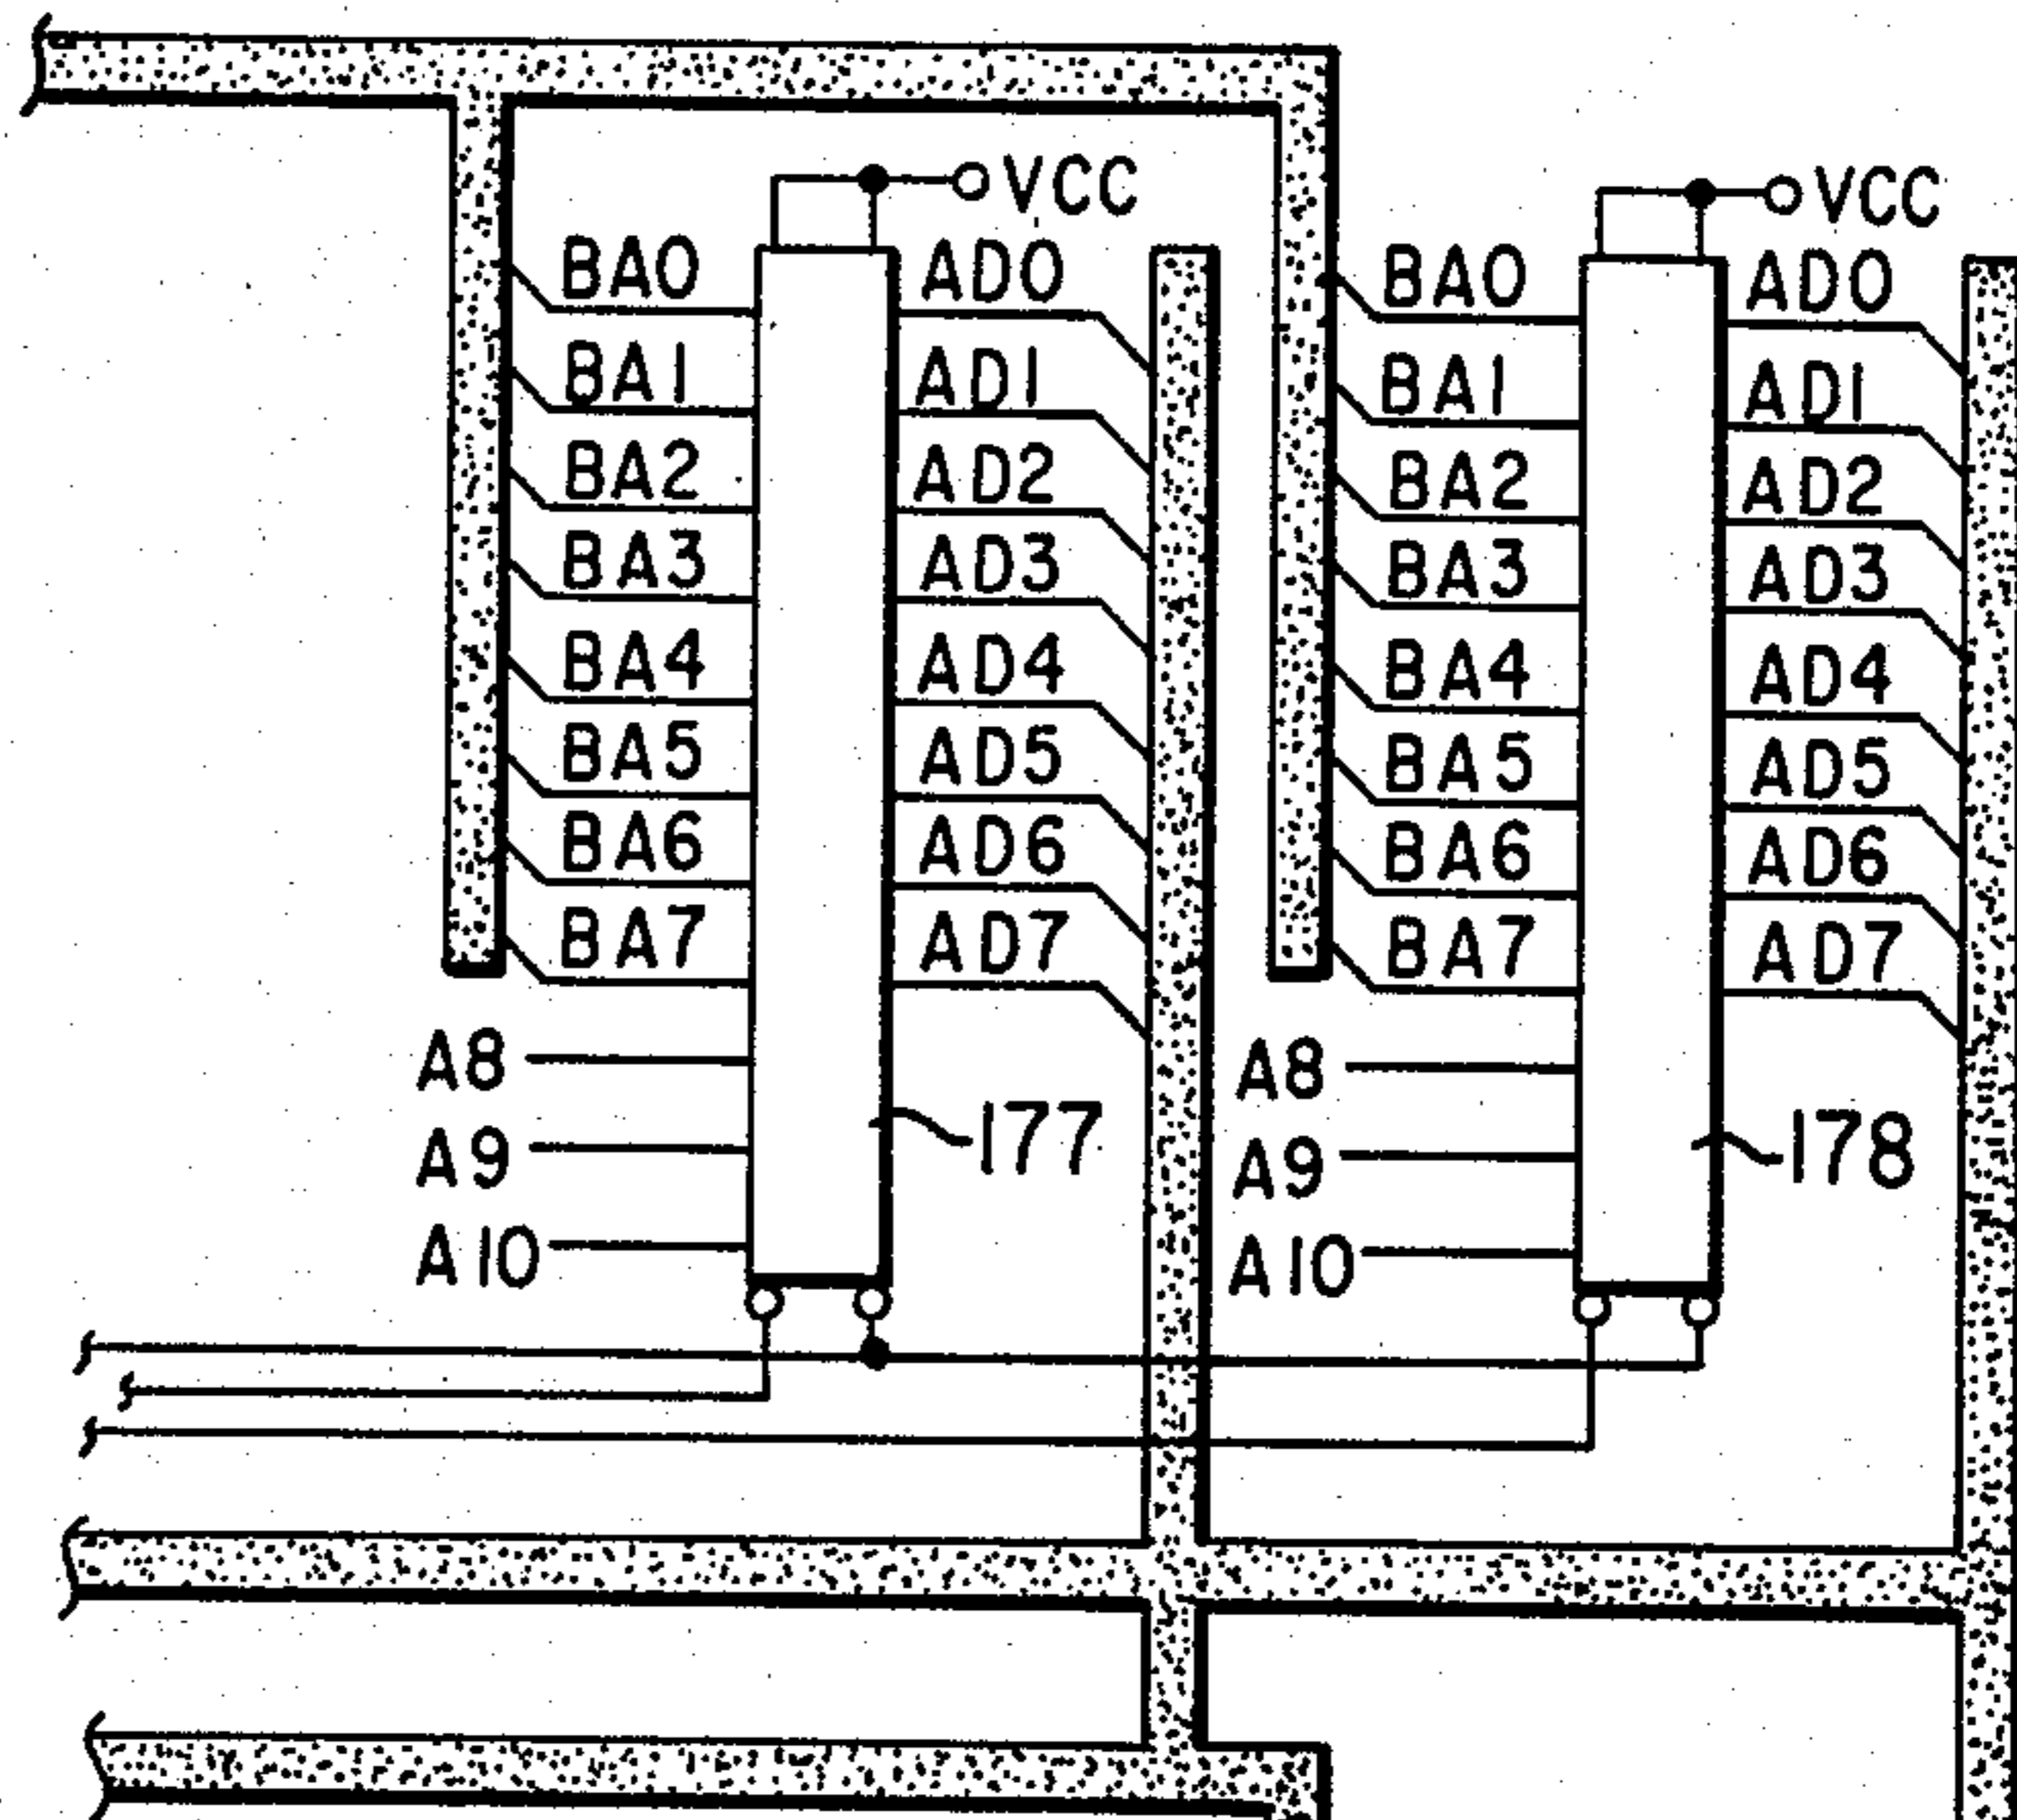 VCC
VCC
BA0 AD0 BA0 AD0
BA1 AD1 BA1 AD1
BA2 AD2 BA2 AD2
BA3 AD3 BA3 AD3
BA4 AD4 BA4 AD4
BA5 AD5 BA5 AD5
BA6 AD6 BA6 AD6
BA7 AD7 BA7 AD7
A8 A8
177 178
A9 A9
A10 A10